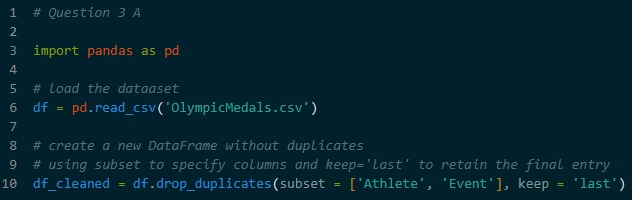 1 # Question 3 A
2
3 import pandas as pd
4
5 # load the dataaset
6 df = pd.read_csv('OlympicMedals.csv')
7
8 # create a new DataFrame without duplicates
9 # using subset to specify columns and keep='last' to retain the final entry
10 df_cleaned = df.drop_duplicates(subset = ['Athlete', 'Event'], keep = 'last')